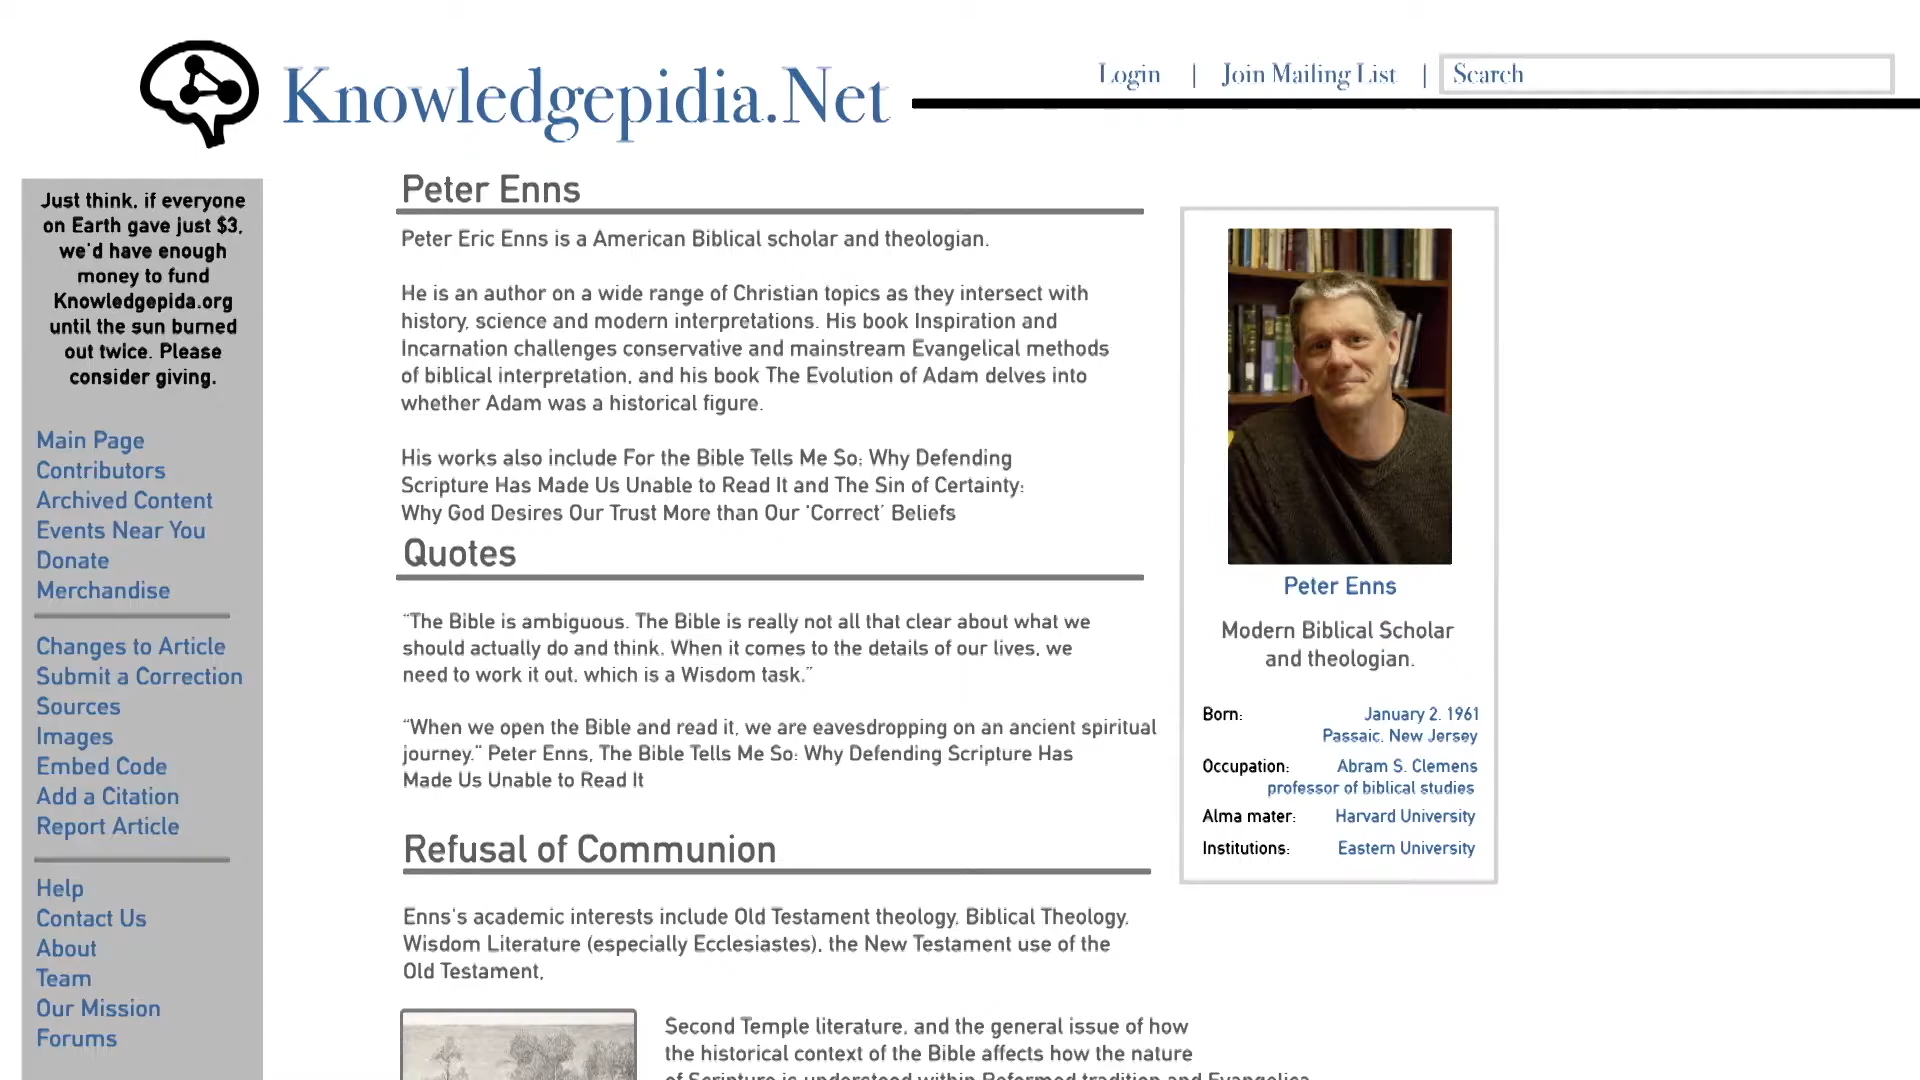 Knowledgepidia.Net
Login | Join Mailing List | Search
Just think, if everyone
on Earth gave just $3,
we'd have enough
money to fund
Knowledgepida.org
until the sun burned
out twice. Please
consider giving.
Main Page
Contributors
Archived Content
Events Near You
Donate
Merchandise
Changes to Article
Submit a Correction
Sources
Images
Embed Code
Add a Citation
Report Article
Help
Contact Us
About
Team
Our Mission
Forums
Peter Enns
Peter Eric Enns is a American Biblical scholar and theologian.
He is an author on a wide range of Christian topics as they intersect with
history, science and modern interpretations. His book Inspiration and
Incarnation challenges conservative and mainstream Evangelical methods
of biblical interpretation, and his book The Evolution of Adam delves into
whether Adam was a historical figure.
His works also include For the Bible Tells Me So: Why Defending
Scripture Has Made Us Unable to Read It and The Sin of Certainty:
Why God Desires Our Trust More than Our 'Correct' Beliefs
Quotes
"The Bible is ambiguous. The Bible is really not all that clear about what we
should actually do and think. When it comes to the details of our lives, we
need to work it out, which is a Wisdom task."
"When we open the Bible and read it, we are eavesdropping on an ancient spiritual
journey." Peter Enns, The Bible Tells Me So: Why Defending Scripture Has
Made Us Unable to Read It
Refusal of Communion
Enns's academic interests include Old Testament theology, Biblical Theology,
Wisdom Literature (especially Ecclesiastes), the New Testament use of the
Old Testament,
Second Temple literature, and the general issue of how
the historical context of the Bible affects how the nature
of Scripture is understood within Reformed tradition and Evangelica
Peter Enns
Modern Biblical Scholar
and theologian.
Born: January 2, 1961
Passaic, New Jersey
Occupation: Abram S. Clemens
professor of biblical studies
Alma mater: Harvard University
Institutions: Eastern University